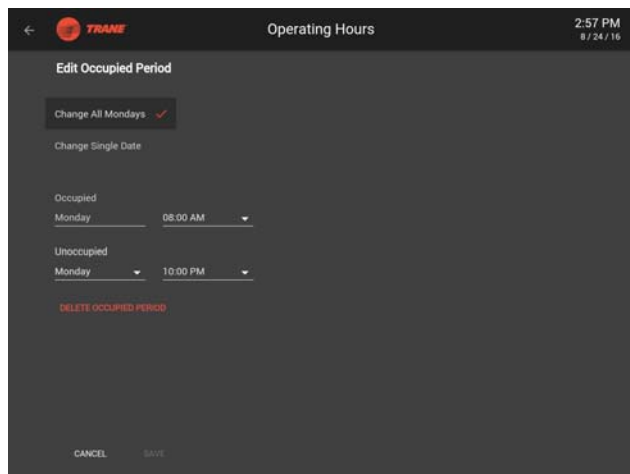 ← TRANE Operating Hours 2:57 PM
8 / 24 / 16
Edit Occupied Period
Change All Mondays
Change Single Date
Occupied
Monday 08:00 AM
Unoccupied
Monday 10:00 PM
DELETE OCCUPIED PERIOD
CANCEL SAVE